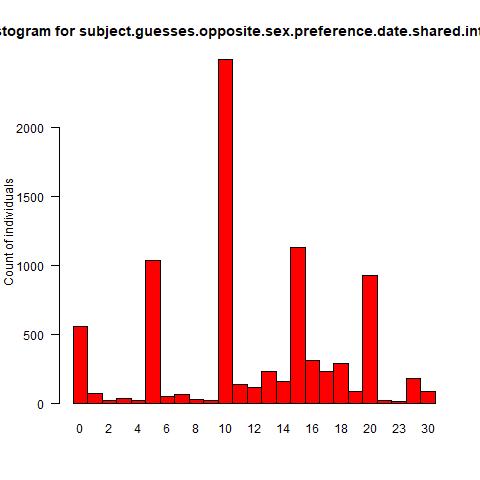 stogram for subject.guesses.opposite.sex.preference.date.shared.int
Count of individuals
2000
1500
1000
500
0
0 2 4 6 8 10 12 14 16 18 20 23 30